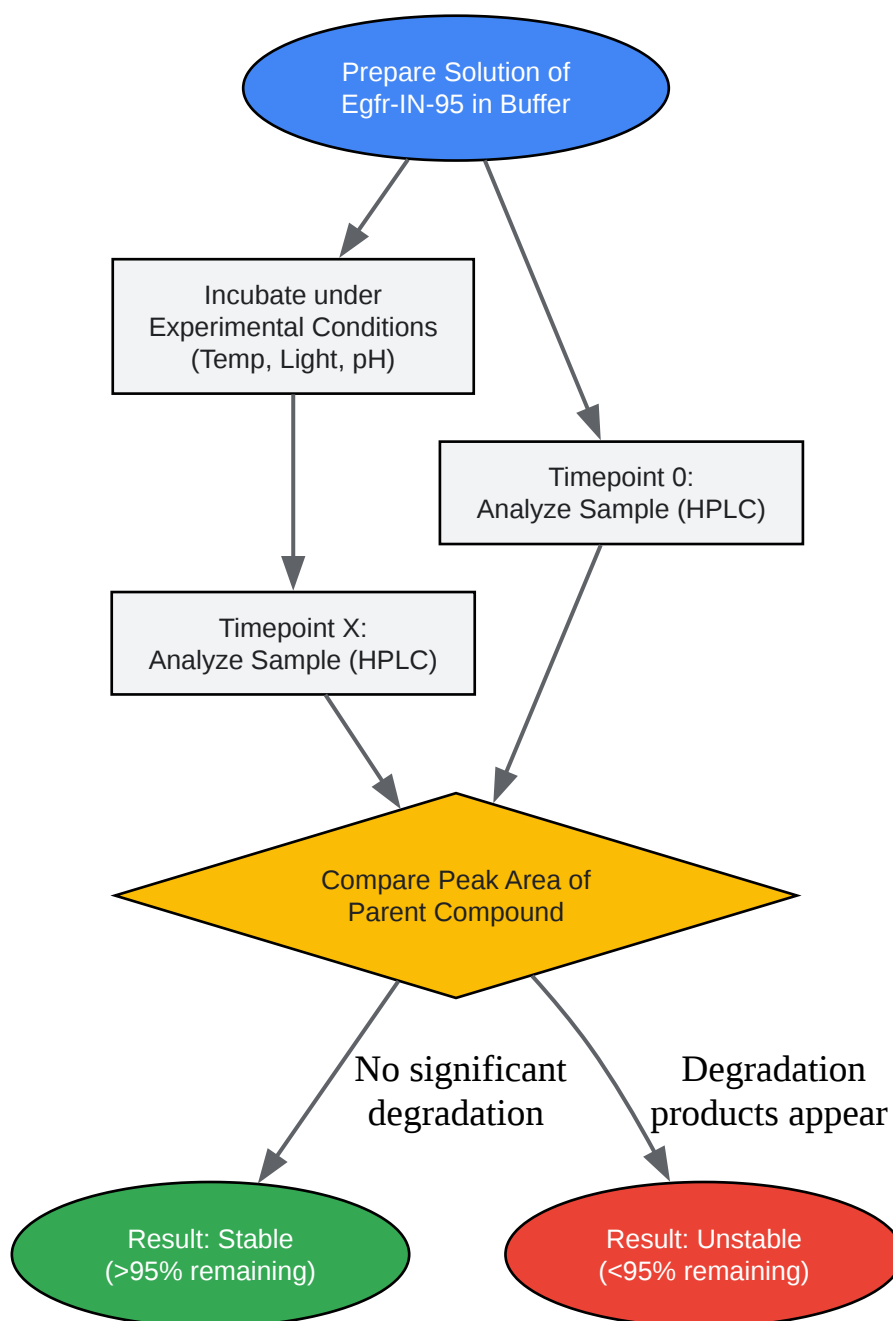 Prepare Solution of
Egfr-IN-95 in Buffer
Incubate under
Experimental Conditions
(Temp, Light, pH)
Timepoint 0:
Analyze Sample (HPLC)
Timepoint X:
Analyze Sample (HPLC)
Compare Peak Area of
Parent Compound
No significant
degradation
Degradation
products appear
Result: Stable
(>95% remaining)
Result: Unstable
(<95% remaining)